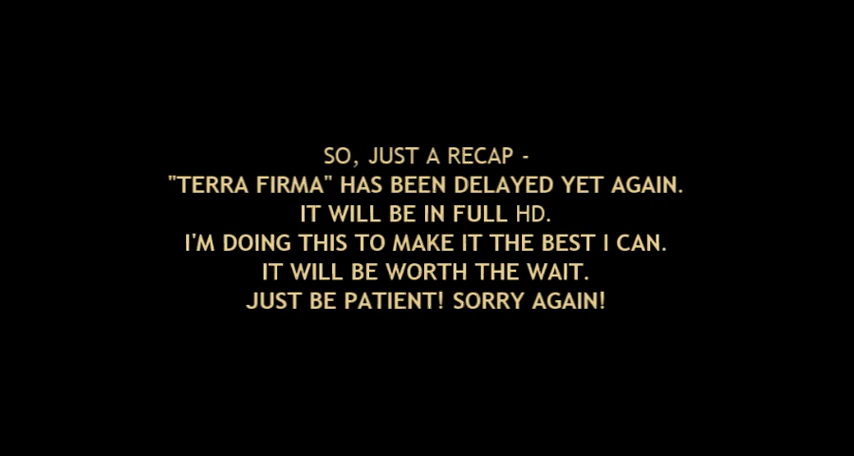 SO, JUST A RECAP -
"TERRA FIRMA" HAS BEEN DELAYED YET AGAIN.
IT WILL BE IN FULL HD.
I'M DOING THIS TO MAKE IT THE BEST I CAN.
IT WILL BE WORTH THE WAIT.
JUST BE PATIENT! SORRY AGAIN!